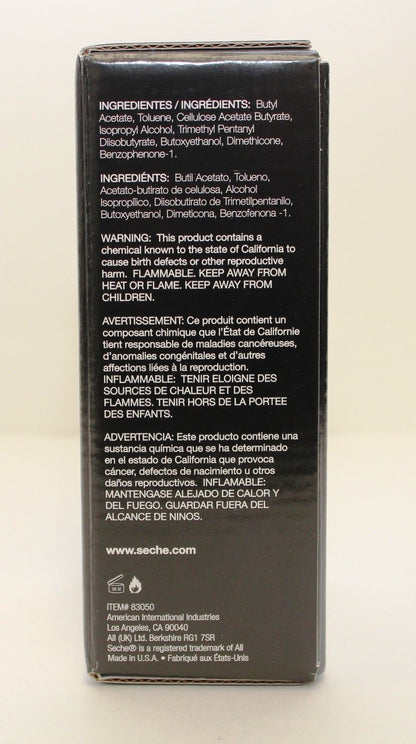 INGREDIENTES / INGRÉDIENTS: Butyl
Acetate, Toluene, Cellulose Acetate Butyrate,
Isopropyl Alcohol, Trimethyl Pentanyl
Diisobutyrate, Butoxyethanol, Dimethicone,
Benzophenone-1.
INGREDIÉNTS: Butil Acetato, Tolueno,
Acetato-butirato de celulosa, Alcohol
Isopropílico, Diisobutirato de Trimetilpentanilo,
Butoxyethanol, Dimeticona, Benzofenona -1.
WARNING: This product contains a
chemical known to the state of California to
cause birth defects or other reproductive
harm. FLAMMABLE. KEEP AWAY FROM
HEAT OR FLAME. KEEP AWAY FROM
CHILDREN.
AVERTISSEMENT: Ce produit contient un
composant chimique que l'État de Californie
tient responsable de maladies cancéreuses,
d'anomalies congénitales et d'autres
affections liées à la reproduction.
INFLAMMABLE: TENIR ELOIGNE DES
SOURCES DE CHALEUR ET DES
FLAMMES. TENIR HORS DE LA PORTEE
DES ENFANTS.
ADVERTENCIA: Este producto contiene una
sustancia química que se ha determinado
en el estado de California que provoca
cáncer, defectos de nacimiento u otros
daños reproductivos. INFLAMABLE:
MANTENGASE ALEJADO DE CALOR Y
DEL FUEGO. GUARDAR FUERA DEL
ALCANCE DE NINOS.
www.seche.com
24 M
ITEM# 83050
American International Industries
Los Angeles, CA 90040
AII (UK) Ltd. Berkshire RG1 7SR
Seche® is a registered trademark of AII
Made in U.S.A. • Fabriqué aux États-Unis